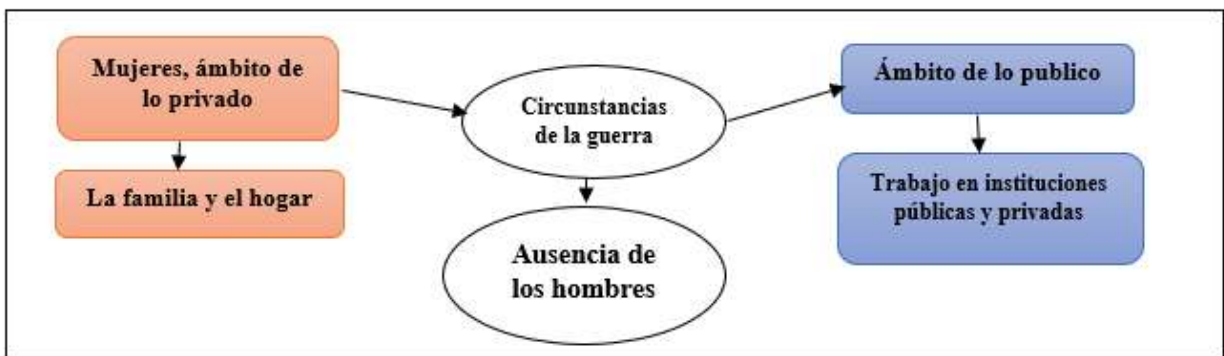 Mujeres, ámbito de
lo privado
La familia y el hogar
Circunstancias
de la guerra
Ausencia de
los hombres
Ámbito de lo publico
Trabajo en instituciones
públicas y privadas